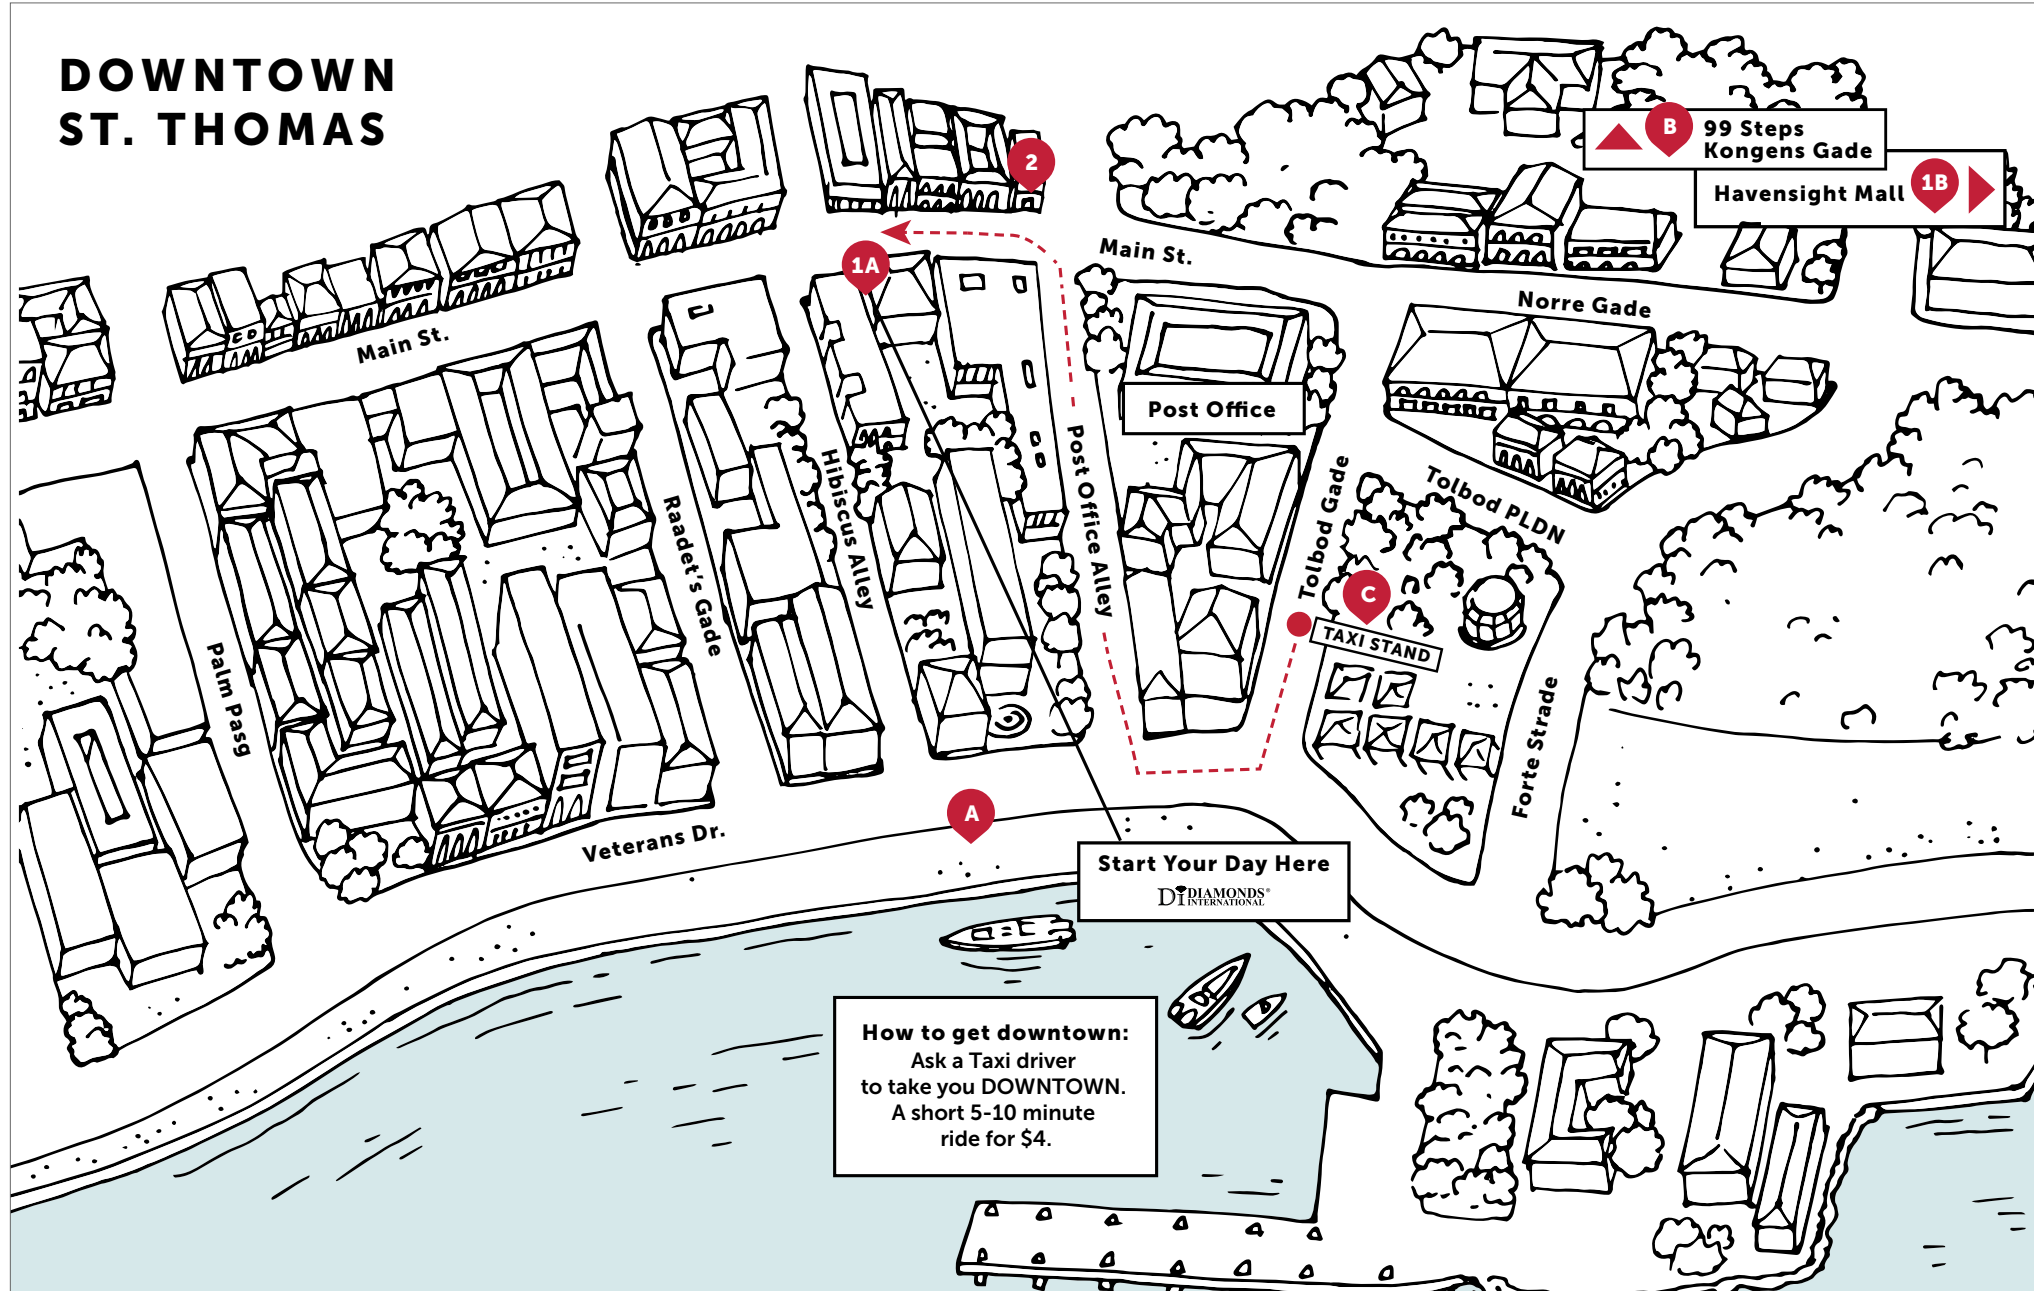 DOWNTOWN
ST. THOMAS
2
B
99 Steps
Kongens Gade
Havensight Mall
1B
1A
Main St.
Norre Gade
Main St.
Post Office
Tolbod Gade
Tolbod PLDN
Hibiscus Alley
Post Office Alley
Raadet's Gade
C
TAXI STAND
Palm Pasg
Forte Strade
A
Veterans Dr.
Start Your Day Here
DI DIAMONDS®
INTERNATIONAL
How to get downtown:
Ask a Taxi driver
to take you DOWNTOWN.
A short 5-10 minute
ride for $4.